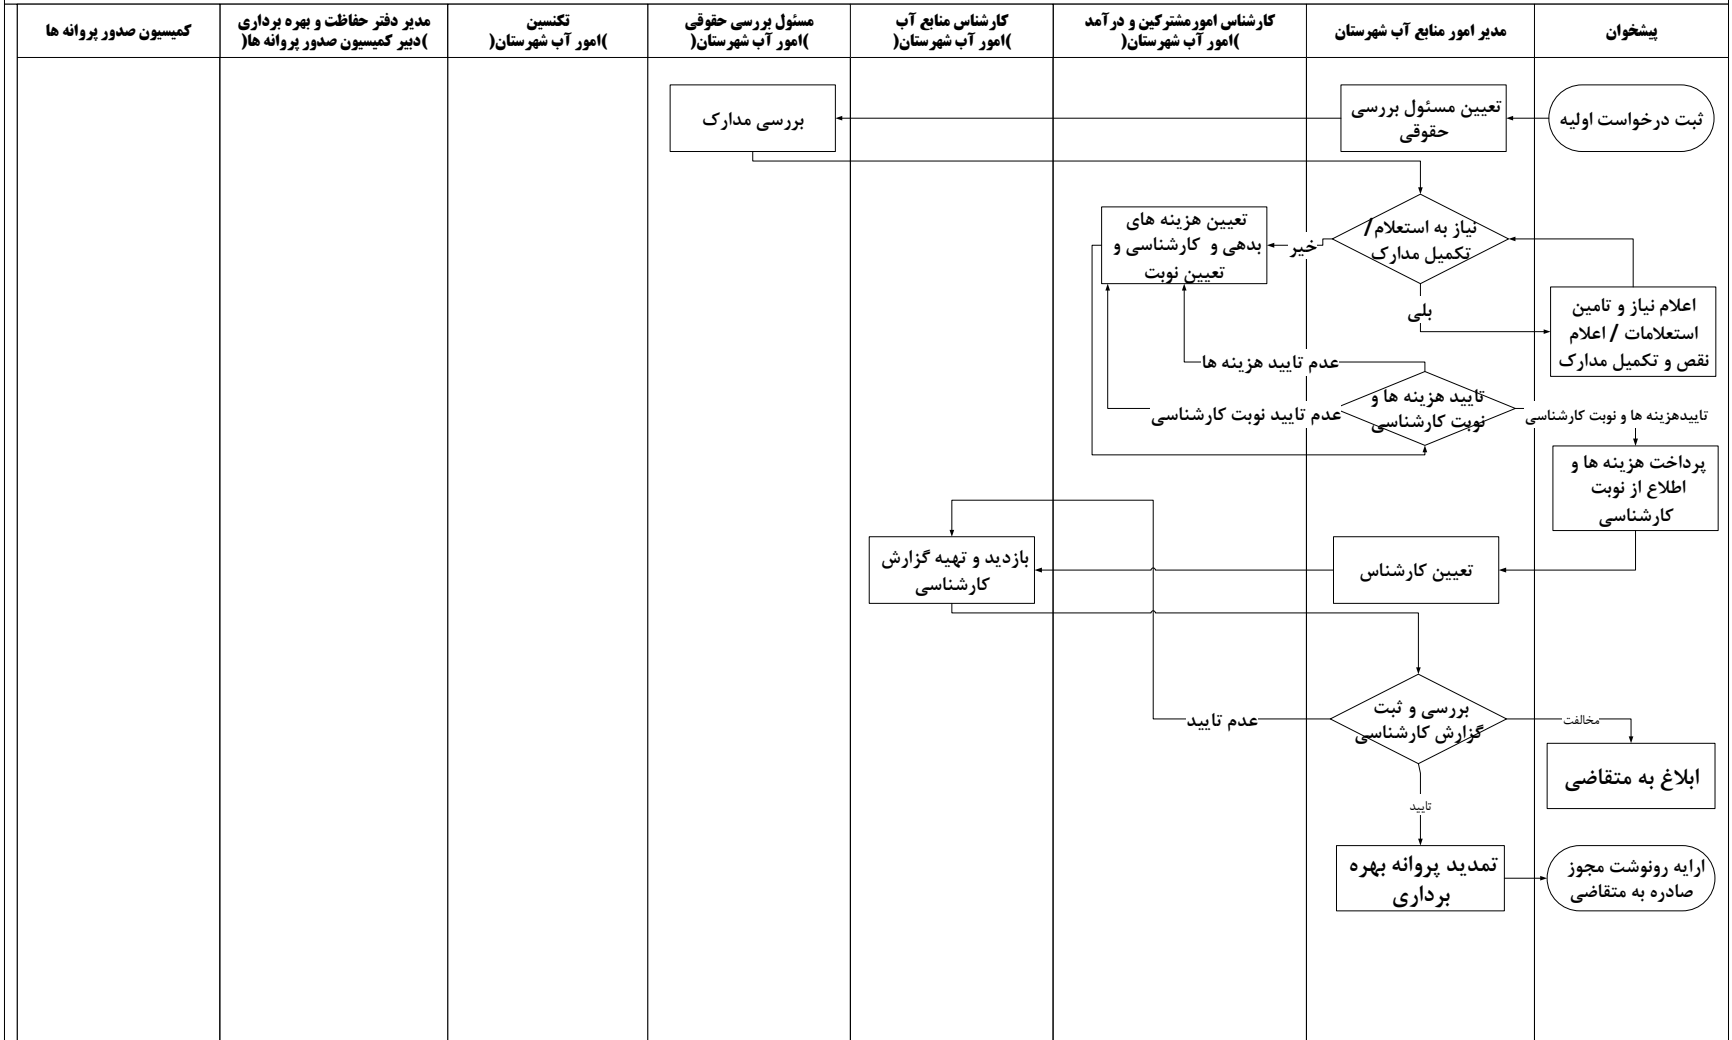 پیشخوان
مدیر امور منابع آب شهرستان
کارشناس امورمشترکین و درآمد
)امور آب شهرستان(
کارشناس منابع آب
)امور آب شهرستان(
مسئول بررسی حقوقی
)امور آب شهرستان(
تکنسین
)امور آب شهرستان(
مدیر دفتر حفاظت و بهره برداری
)دبیر کمیسیون صدور پروانه ها(
کمیسیون صدور پروانه ها
ثبت درخواست اولیه
تعیین مسئول بررسی
حقوقی
بررسی مدارک
نیاز به استعلام/
تکمیل مدارک
خیر
تعیین هزینه های
بدهی و کارشناسی و
تعیین نوبت
بلی
اعلام نیاز و تامین
استعلامات / اعلام
نقص و تکمیل مدارک
عدم تایید هزینه ها
تایید هزینه ها و
نوبت کارشناسی
عدم تایید نوبت کارشناسی
تاییدهزینه ها و نوبت کارشناسی
پرداخت هزینه ها و
اطلاع از نوبت
کارشناسی
تعیین کارشناس
بازدید و تهیه گزارش
کارشناسی
بررسی و ثبت
گزارش کارشناسی
عدم تایید
مخالفت
ابلاغ به متقاضی
تایید
تمدید پروانه بهره
برداری
ارایه رونوشت مجوز
صادره به متقاضی